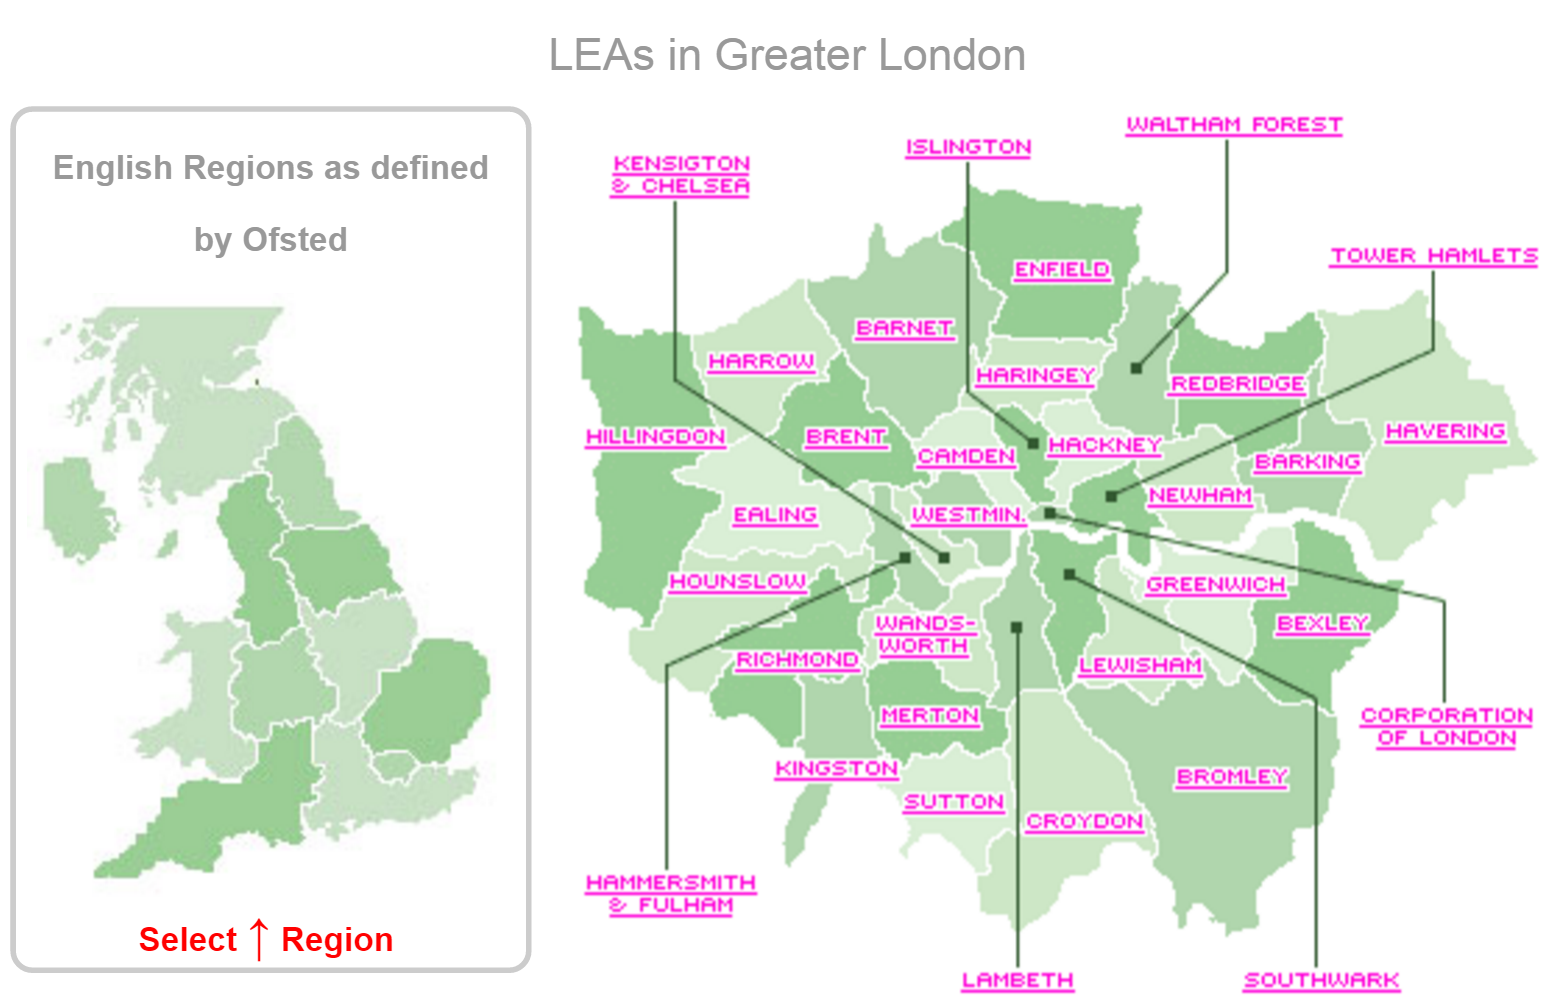 LEAs in Greater London
English Regions as defined
by Ofsted
Select ↑ Region
WALTHAM FOREST
ISLINGTON
KENSIGTON
& CHELSEA
TOWER HAMLETS
ENFIELD
BARNET
HARROW
HARINGEY
REDBRIDGE
HILLINGDON
BRENT
CAMDEN
HACKNEY
HAVERING
BARKING
NEWHAM
EALING
WESTMIN.
HOUNSLOW
GREENWICH
WANDS-
WORTH
BEXLEY
RICHMOND
LEWISHAM
MERTON
CORPORATION
OF LONDON
KINGSTON
BROMLEY
SUTTON
CROYDON
HAMMERSMITH
& FULHAM
LAMBETH
SOUTHWARK